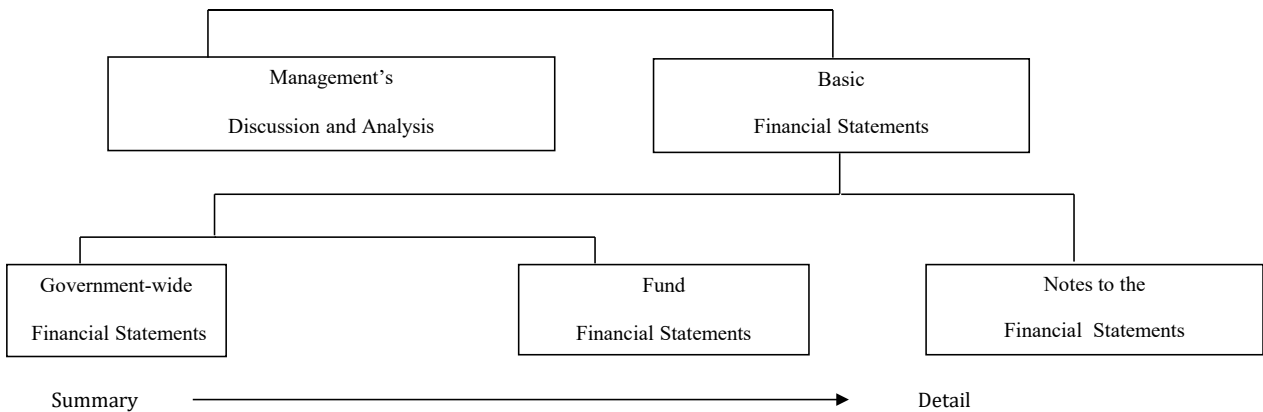 Management’s
Discussion and Analysis
Basic
Financial Statements
Government-wide
Financial Statements
Fund
Financial Statements
Notes to the
Financial Statements
Summary
Detail